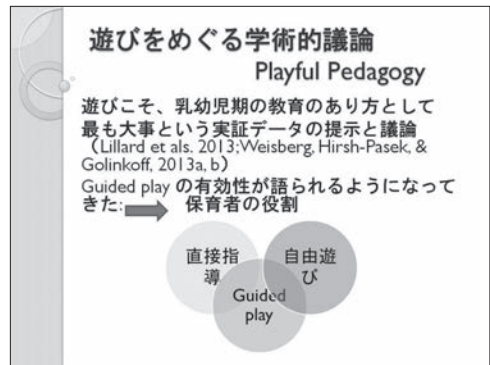 遊びをめぐる学術的議論
Playful Pedagogy
遊びこそ、乳幼児期の教育のあり方として
最も大事という実証データの提示と議論
（Lillard et als. 2013;Weisberg, Hirsh-Pasek, &
Golinkoff, 2013a, b）
Guided play の有効性が語られるようになって
きた: 保育者の役割
直接指
導
自由遊
び
Guided
play